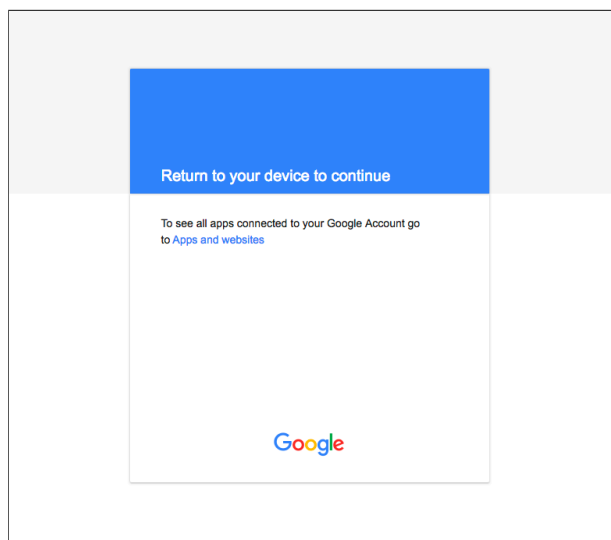 Return to your device to continue
To see all apps connected to your Google Account go
to Apps and websites
Google